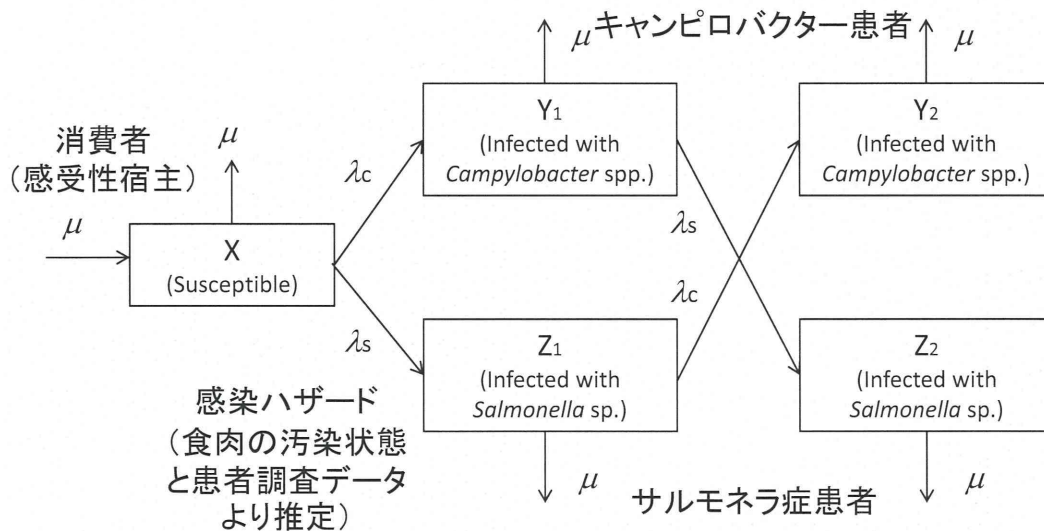 μ キャンピロバクター患者 μ
消費者
（感受性宿主）
μ
μ
X
(Susceptible)
λc
λs
Y1
(Infected with
Campylobacter spp.)
Y2
(Infected with
Campylobacter spp.)
λs
λc
Z1
(Infected with
Salmonella sp.)
Z2
(Infected with
Salmonella sp.)
感染ハザード
（食肉の汚染状態
と患者調査データ
より推定）
μ
サルモネラ症患者
μ